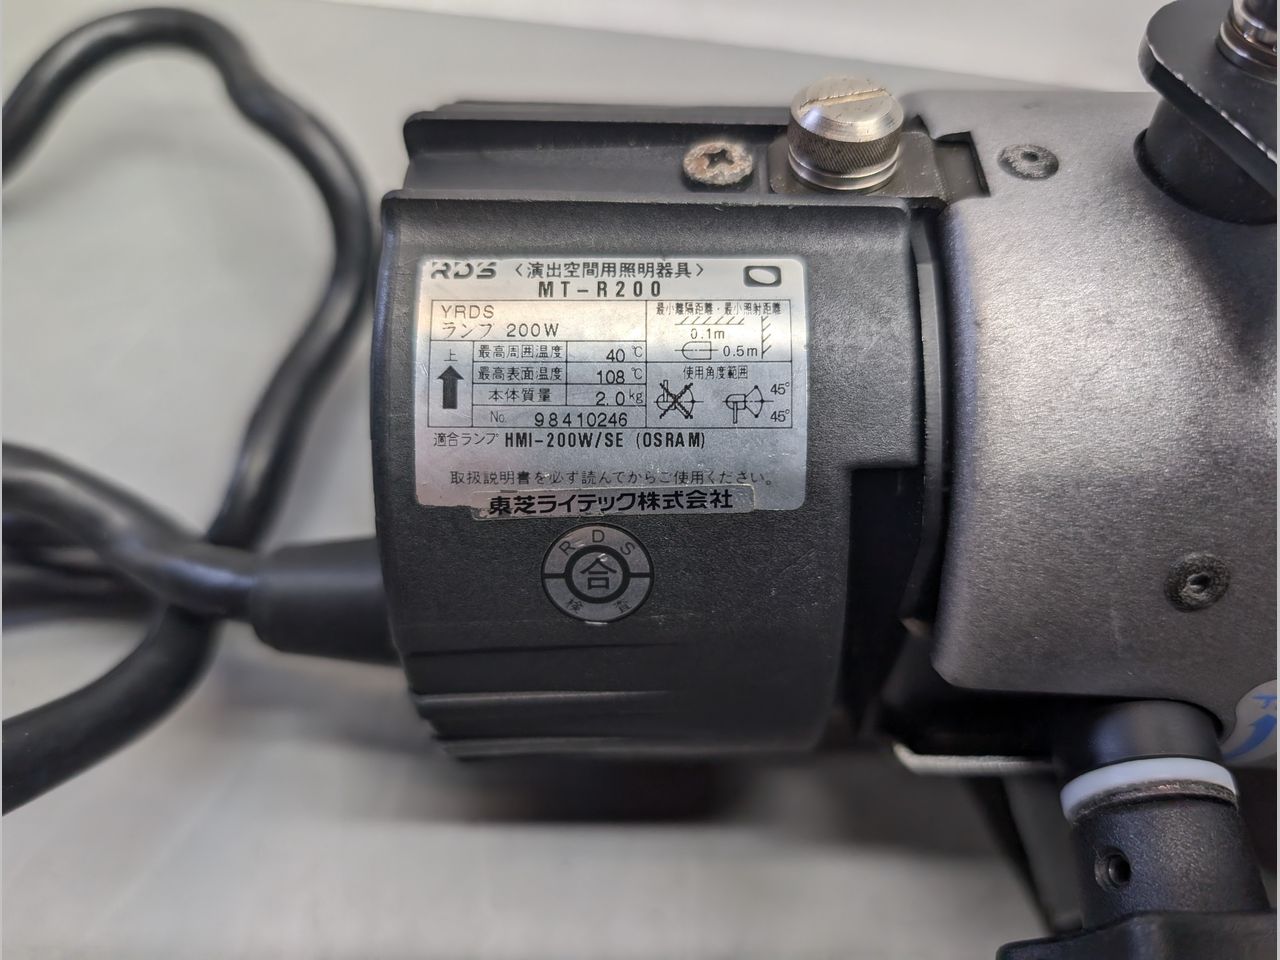 RDS 〈演出空間用照明器具〉
MT-R200
YRDS
ランプ 200W
最小離隔距離・最小照射距離
0.1m
0.5m
上
最高周囲温度 40 ℃
最高表面温度 108 ℃
本体質量 2.0 kg
No. 98410246
使用角度範囲
45°
45°
適合ランプ HMI-200W/SE (OSRAM)
取扱説明書を必ず読んてからご使用ください。
東芝ライテック株式会社
RDS
合
検査